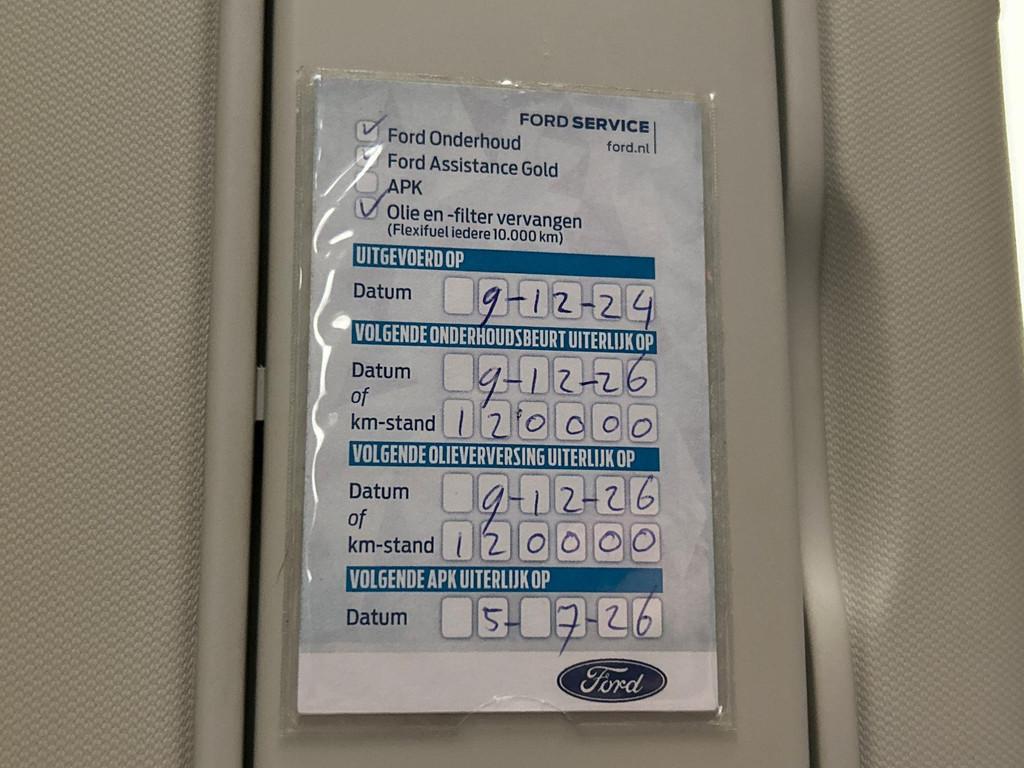 FORD SERVICE
ford.nl
Ford Onderhoud
Ford Assistance Gold
APK
Olie en -filter vervangen
(Flexifuel iedere 10.000 km)
UITGEVOERD OP
Datum 9-12-24
VOLGENDE ONDERHOUDSBEURT UITERLIJK OP
Datum 9-12-26
of
km-stand 120000
VOLGENDE OLIEVERVERSING UITERLIJK OP
Datum 9-12-26
of
km-stand 120000
VOLGENDE APK UITERLIJK OP
Datum 5-7-26
Ford